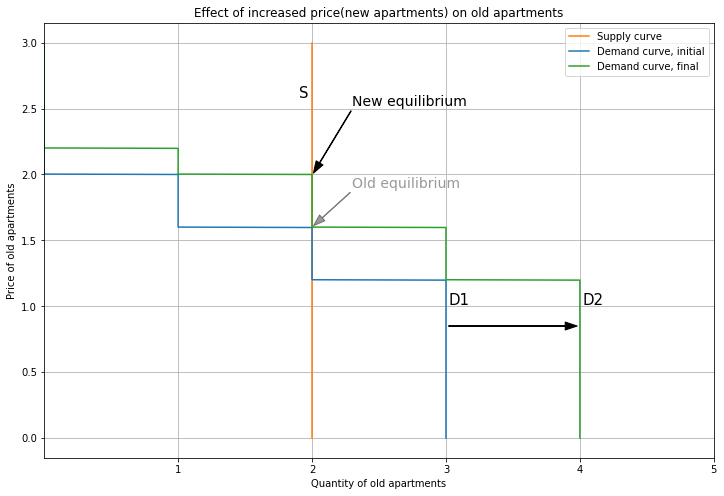 Effect of increased price(new apartments) on old apartments
Supply curve
Demand curve, initial
Demand curve, final
S
New equilibrium
Old equilibrium
D1
D2
Price of old apartments
3.0
2.5
2.0
1.5
1.0
0.5
0.0
1
2
3
4
5
Quantity of old apartments